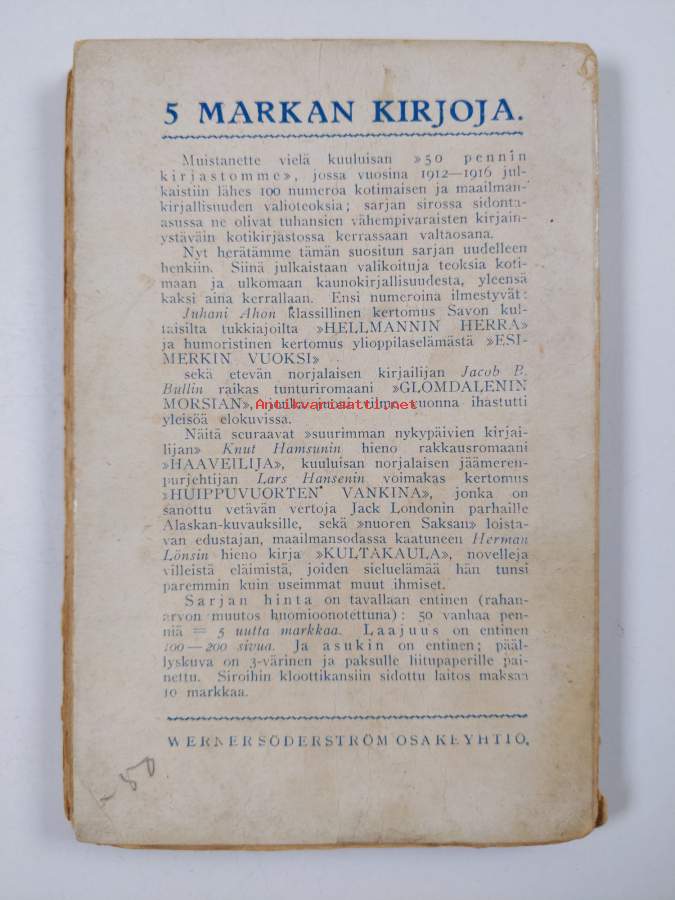 5 MARKAN KIRJOJA.
Muistanette vielä kuuluisan »50 pennin
kirjastomme», jossa vuosina 1912—1916 jul-
kaistiin lähes 100 numeroa kotimaisen ja maailman-
kirjallisuuden valioteoksia; sarjan sirossa sidonta-
asussa ne olivat tuhansien vähempivaraisten kirjain-
ystäväin kotikirjastossa kerrassaan valtaosana.
Nyt herätämme tämän suositun sarjan uudelleen
henkiin. Siinä julkaistaan valikoituja teoksia koti-
maan ja ulkomaan kaunokirjallisuudesta, yleensä
kaksi aina kerrallaan. Ensi numeroina ilmestyvät:
Juhani Ahon klassillinen kertomus Savon kul-
taisilta tukkiajoilta »HELLMANNIN HERRA»
ja humoristinen kertomus ylioppilaselämästä »ESI-
MERKIN VUOKSI»
sekä etevän norjalaisen kirjailijan Jacob B.
Bullin raikas tunturiromaani »GLOMDALENIN
MORSIAN», viime vuonna ihastutti
Antikvariaatti.net
yleisöä elokuvissa.
Näitä seuraavat »suurimman nykypäivien kirjai-
lijan» Knut Hamsunin hieno rakkausromaani
»HAAVEILIJA», kuuluisan norjalaisen jäämeren-
purjehtijan Lars Hansenin voimakas kertomus
»HUIPPUVUORTEN VANKINA», jonka on
sanottu vetävän vertoja Jack Londonin parhaille
Alaskan-kuvauksille, sekä »nuoren Saksan» loista-
van edustajan, maailmansodassa kaatuneen Herman
Lönsin hieno kirja »KULTAKAULA», novelleja
villeistä eläimistä, joiden sieluelämää hän tunsi
paremmin kuin useimmat muut ihmiset.
Sarjan hinta on tavallaan entinen (rahan-
arvon muutos huomioonotettuna): 50 vanhaa pen-
niä = 5 uutta markkaa. Laajuus on entinen
100—200 sivua. Ja asukin on entinen; pääl-
lyskuva on 3-värinen ja paksulle liitupaperille pai-
nettu. Siroihin kloottikansiin sidottu laitos maksaa
10 markkaa.
WERNER SÖDERSTRÖM OSAKEYHTIÖ.
-50